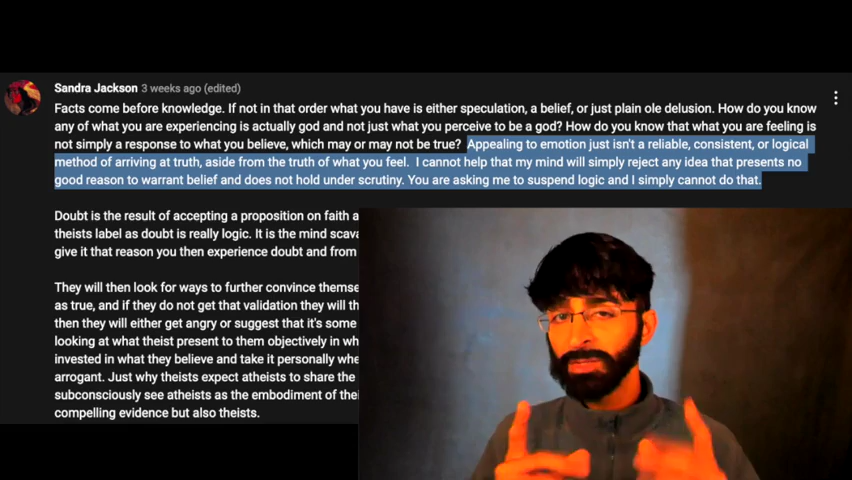 Sandra Jackson 3 weeks ago (edited)
Facts come before knowledge. If not in that order what you have is either speculation, a belief, or just plain ole delusion. How do you know
any of what you are experiencing is actually god and not just what you perceive to be a god? How do you know that what you are feeling is
not simply a response to what you believe, which may or may not be true? Appealing to emotion just isn't a reliable, consistent, or logical
method of arriving at truth, aside from the truth of what you feel. I cannot help that my mind will simply reject any idea that presents no
good reason to warrant belief and does not hold under scrutiny. You are asking me to suspend logic and I simply cannot do that.
Doubt is the result of accepting a proposition on faith a
theists label as doubt is really logic. It is the mind scava
give it that reason you then experience doubt and from
They will then look for ways to further convince themse
as true, and if they do not get that validation they will th
then they will either get angry or suggest that it's some
looking at what theist present to them objectively in wh
invested in what they believe and take it personally whe
arrogant. Just why theists expect atheists to share the
subconsciously see atheists as the embodiment of thei
compelling evidence but also theists.